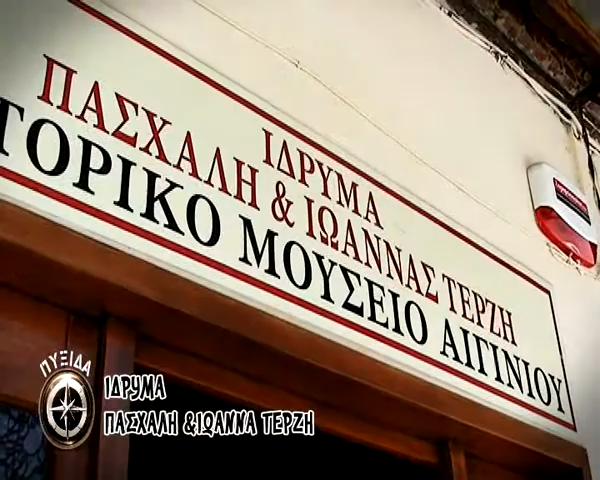 ΙΔΡΥΜΑ
ΠΑΣΧΑΛΗ & ΙΩΑΝΝΑΣ ΤΕΡΖΗ
ΤΟΡΙΚΟ ΜΟΥΣΕΙΟ ΑΙΓΙΝΙΟΥ
ΠΥΞΙΔΑ
ΙΔΡΥΜΑ
ΠΑΣΧΑΛΗ &ΙΩΑΝΝΑ ΤΕΡΖΗ